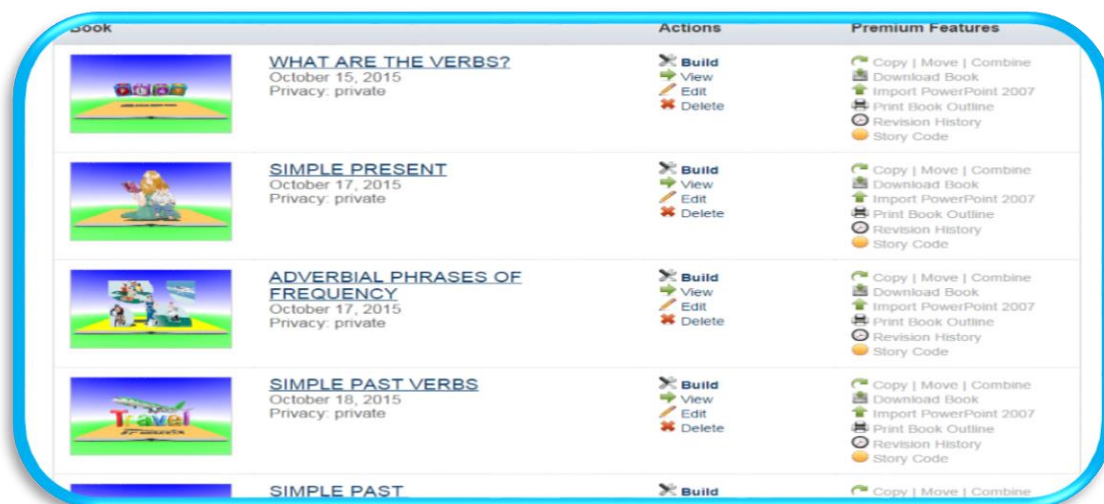 Book Actions Premium Features
WHAT ARE THE VERBS?
October 15, 2015
Privacy: private
Build
View
Edit
Delete
Copy | Move | Combine
Download Book
Import PowerPoint 2007
Print Book Outline
Revision History
Story Code
SIMPLE PRESENT
October 17, 2015
Privacy: private
Build
View
Edit
Delete
Copy | Move | Combine
Download Book
Import PowerPoint 2007
Print Book Outline
Revision History
Story Code
ADVERBIAL PHRASES OF
FREQUENCY
October 17, 2015
Privacy: private
Build
View
Edit
Delete
Copy | Move | Combine
Download Book
Import PowerPoint 2007
Print Book Outline
Revision History
Story Code
Travel
SIMPLE PAST VERBS
October 18, 2015
Privacy: private
Build
View
Edit
Delete
Copy | Move | Combine
Download Book
Import PowerPoint 2007
Print Book Outline
Revision History
Story Code
SIMPLE PAST
Build
Copy | Move | Combine